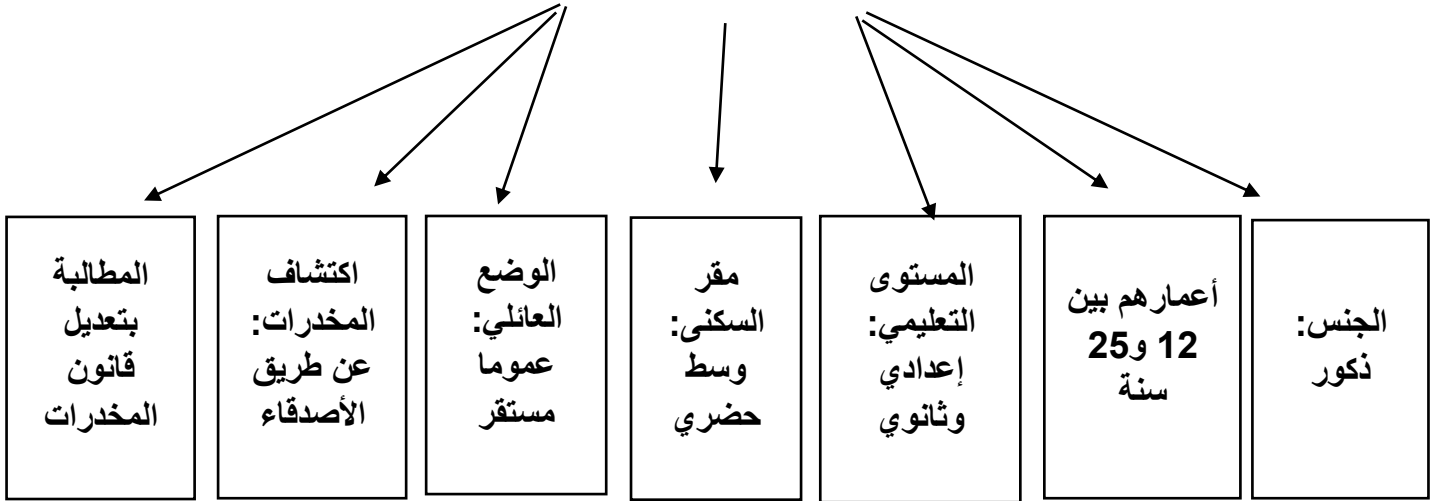 الجنس:
ذكور
أعمارهم بين
12 و25
سنة
المستوى
التعليمي:
إعدادي
وثانوي
مقر
السكنى:
وسط
حضري
الوضع
العائلي:
عموما
مستقر
اكتشاف
المخدرات:
عن طريق
الأصدقاء
المطالبة
بتعديل
قانون
المخدرات